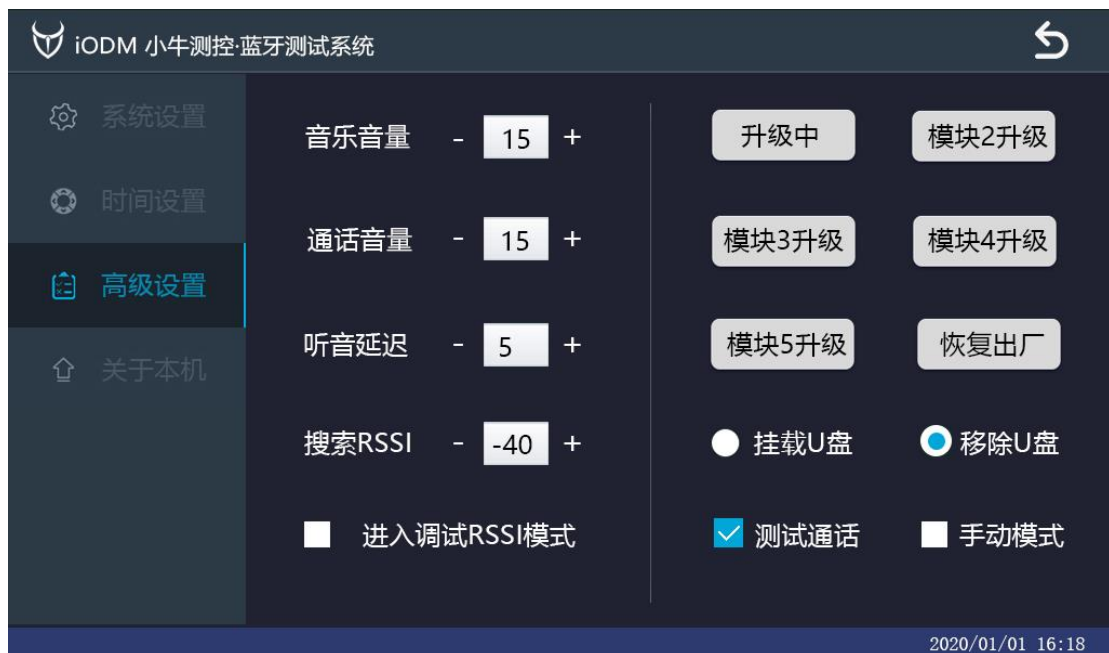 iODM 小牛测控·蓝牙测试系统
系统设置
时间设置
高级设置
关于本机
音乐音量 - 15 +
通话音量 - 15 +
听音延迟 - 5 +
搜索RSSI - -40 +
进入调试RSSI模式
升级中 模块2升级
模块3升级 模块4升级
模块5升级 恢复出厂
挂载U盘 移除U盘
测试通话 手动模式
2020/01/01 16:18